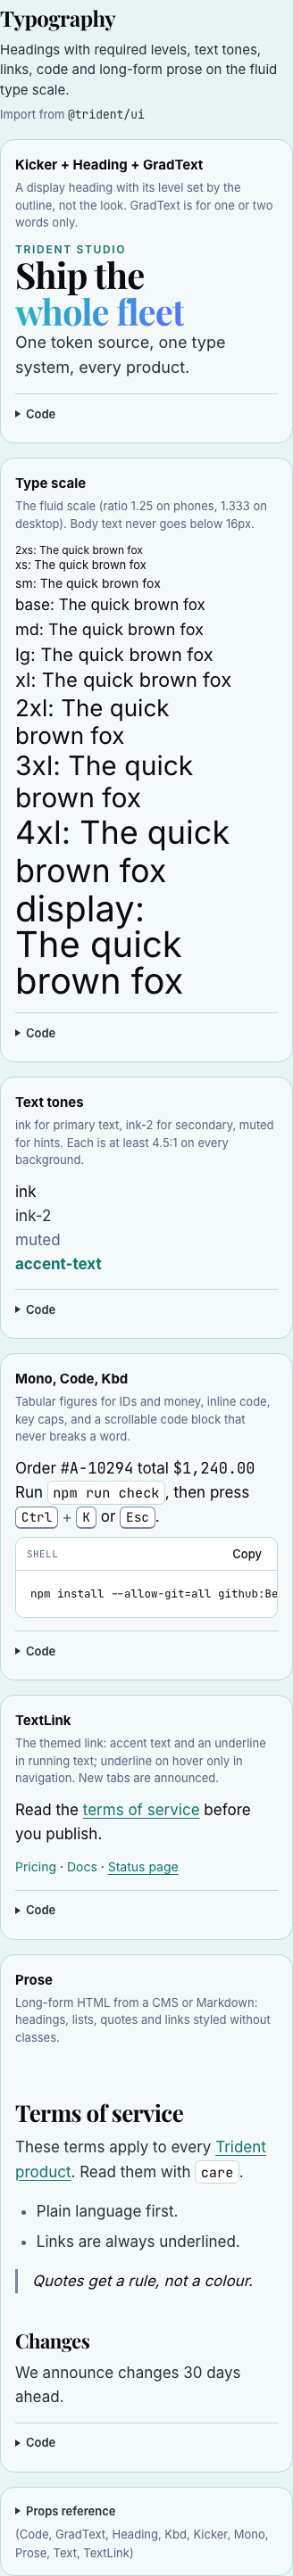 Typography
Headings with required levels, text tones,
links, code and long-form prose on the fluid
type scale.
Import from @trident/ui
Kicker + Heading + GradText
A display heading with its level set by the
outline, not the look. GradText is for one or two
words only.
TRIDENT STUDIO
Ship the
whole fleet
One token source, one type
system, every product.
Code
Type scale
The fluid scale (ratio 1.25 on phones, 1.333 on
desktop). Body text never goes below 16px.
2xs: The quick brown fox
xs: The quick brown fox
sm: The quick brown fox
base: The quick brown fox
md: The quick brown fox
lg: The quick brown fox
xl: The quick brown fox
2xl: The quick
brown fox
3xl: The quick
brown fox
4xl: The quick
brown fox
display:
The quick
brown fox
Code
Text tones
ink for primary text, ink-2 for secondary, muted
for hints. Each is at least 4.5:1 on every
background.
ink
ink-2
muted
accent-text
Code
Mono, Code, Kbd
Tabular figures for IDs and money, inline code,
key caps, and a scrollable code block that
never breaks a word.
Order #A-10294 total $1,240.00
Run npm run check, then press
Ctrl + K or Esc.
SHELL Copy
npm install --allow-git=all github:Be
Code
TextLink
The themed link: accent text and an underline
in running text; underline on hover only in
navigation. New tabs are announced.
Read the terms of service before
you publish.
Pricing · Docs · Status page
Code
Prose
Long-form HTML from a CMS or Markdown:
headings, lists, quotes and links styled without
classes.
Terms of service
These terms apply to every Trident
product. Read them with care.
• Plain language first.
• Links are always underlined.
Quotes get a rule, not a colour.
Changes
We announce changes 30 days
ahead.
Code
Props reference
(Code, GradText, Heading, Kbd, Kicker, Mono,
Prose, Text, TextLink)